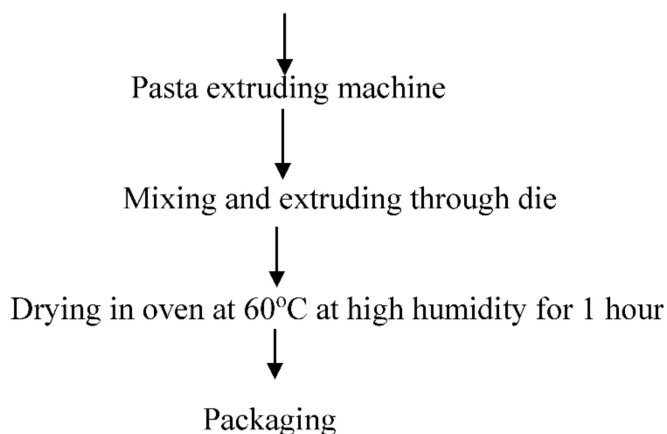 Pasta extruding machine
Mixing and extruding through die
Drying in oven at 60°C at high humidity for 1 hour
Packaging